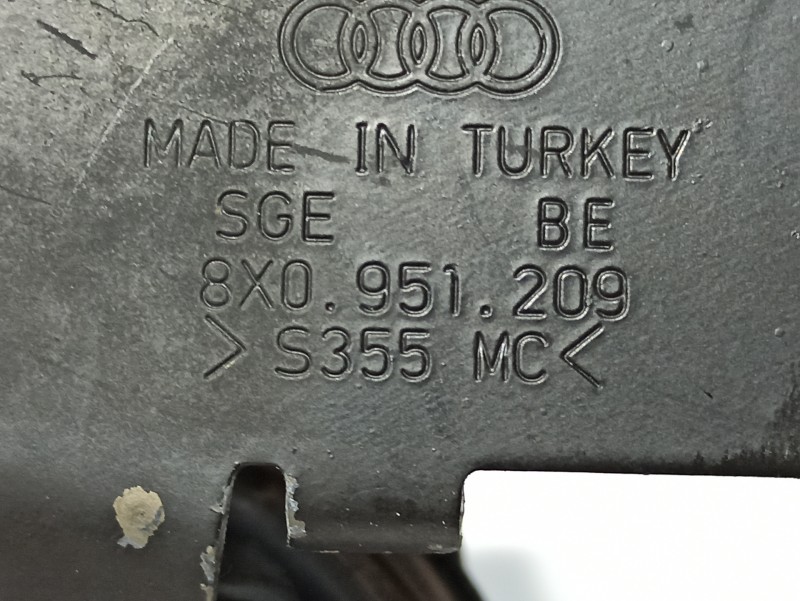 MADE IN TURKEY
SGE BE
8X0.951.209
>S355 MC<